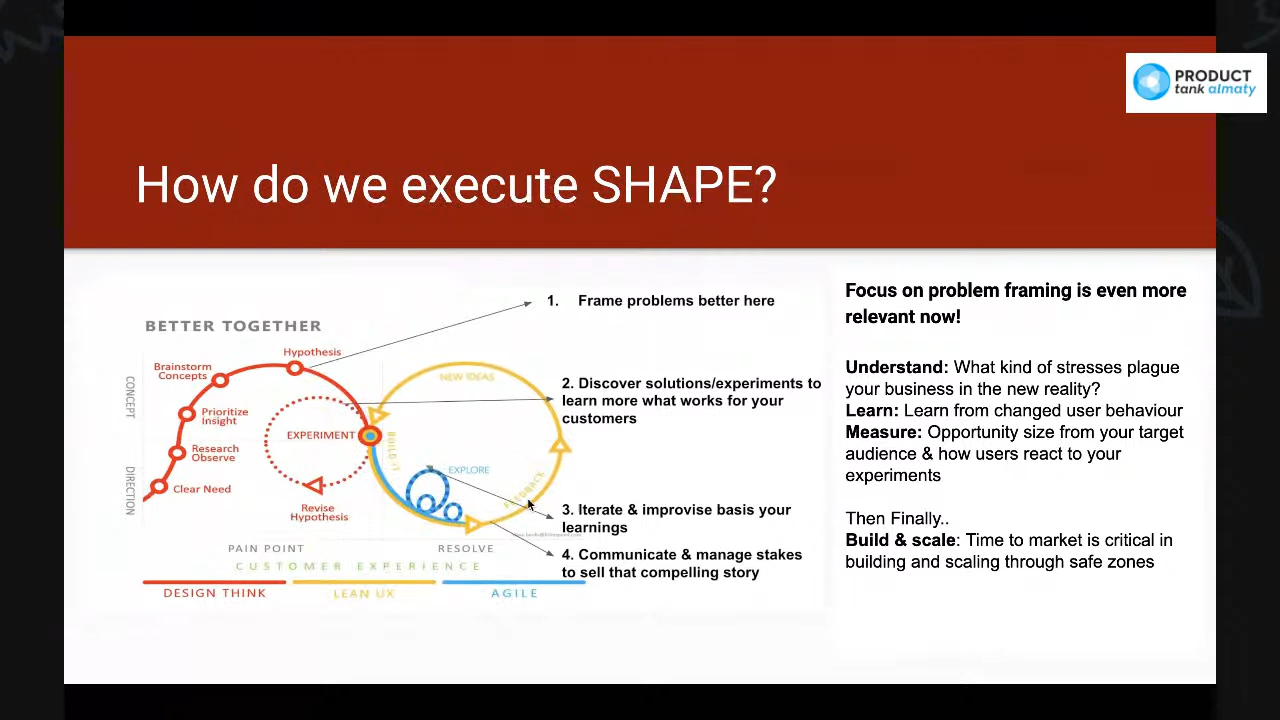 PRODUCT
tank almaty
How do we execute SHAPE?
1. Frame problems better here
BETTER TOGETHER
Hypothesis
Brainstorm
Concepts
NEW IDEAS
CONCEPT
2. Discover solutions/experiments to
learn more what works for your
customers
Prioritize
Insight
EXPERIMENT
Research
Observe
EXPLORE
DIRECTION
Clear Need
FEEDBACK
Revise
Hypothesis
3. Iterate & improvise basis your
learnings
PAIN POINT
RESOLVE
4. Communicate & manage stakes
to sell that compelling story
CUSTOMER EXPERIENCE
DESIGN THINK
LEAN UX
AGILE
Focus on problem framing is even more
relevant now!
Understand: What kind of stresses plague
your business in the new reality?
Learn: Learn from changed user behaviour
Measure: Opportunity size from your target
audience & how users react to your
experiments
Then Finally..
Build & scale: Time to market is critical in
building and scaling through safe zones